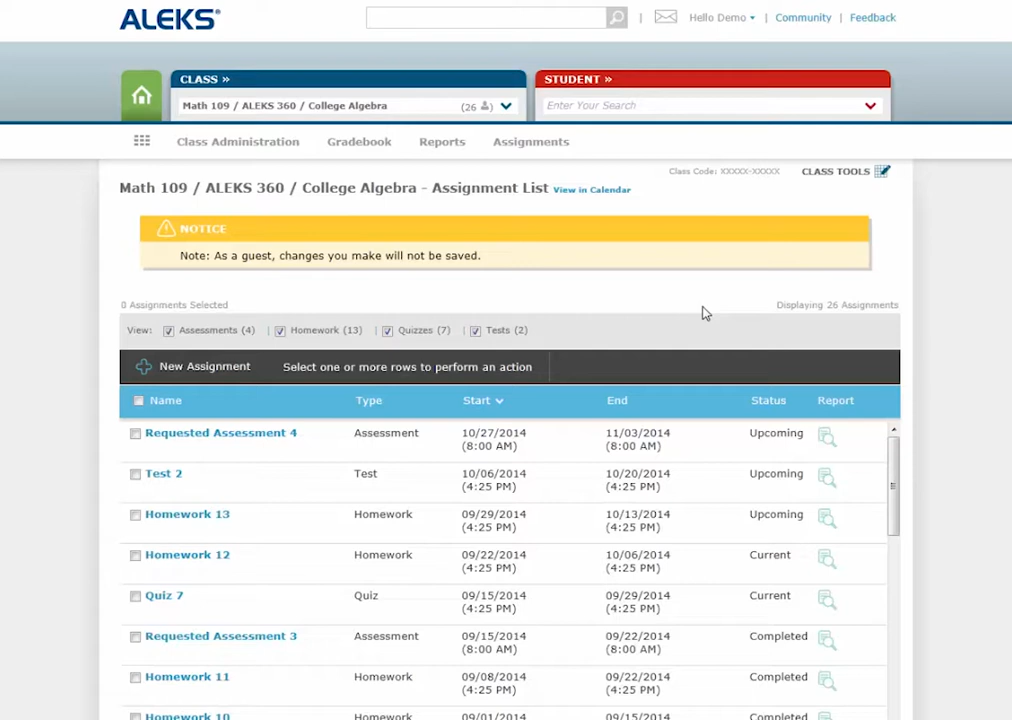 ALEKS®
Hello Demo | Community | Feedback
CLASS »
STUDENT »
Math 109 / ALEKS 360 / College Algebra (26 )
Enter Your Search
Class Administration Gradebook Reports Assignments
Class Code: XXXXX-XXXXX CLASS TOOLS
Math 109 / ALEKS 360 / College Algebra - Assignment List View in Calendar
NOTICE
Note: As a guest, changes you make will not be saved.
0 Assignments Selected Displaying 26 Assignments
View: Assessments (4) | Homework (13) | Quizzes (7) | Tests (2)
New Assignment Select one or more rows to perform an action
Name Type Start End Status Report
Requested Assessment 4 Assessment 10/27/2014 11/03/2014 Upcoming
(8:00 AM) (8:00 AM)
Test 2 Test 10/06/2014 10/20/2014 Upcoming
(4:25 PM) (4:25 PM)
Homework 13 Homework 09/29/2014 10/13/2014 Upcoming
(4:25 PM) (4:25 PM)
Homework 12 Homework 09/22/2014 10/06/2014 Current
(4:25 PM) (4:25 PM)
Quiz 7 Quiz 09/15/2014 09/29/2014 Current
(4:25 PM) (4:25 PM)
Requested Assessment 3 Assessment 09/15/2014 09/22/2014 Completed
(8:00 AM) (8:00 AM)
Homework 11 Homework 09/08/2014 09/22/2014 Completed
(4:25 PM) (4:25 PM)
Homework 10 Homework 09/01/2014 09/15/2014 Completed